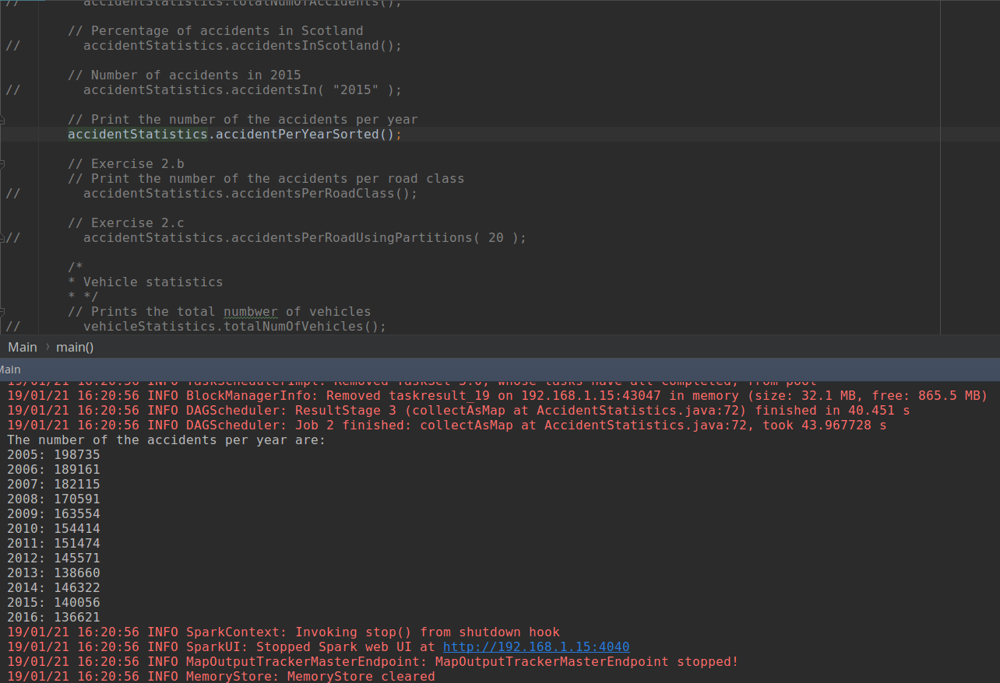 //        accidentStatistics.totalNumOfAccidents();
// Percentage of accidents in Scotland
//        accidentStatistics.accidentsInScotland();
// Number of accidents in 2015
//        accidentStatistics.accidentsIn( "2015" );
// Print the number of the accidents per year
accidentStatistics.accidentPerYearSorted();
// Exercise 2.b
// Print the number of the accidents per road class
//        accidentStatistics.accidentsPerRoadClass();
// Exercise 2.c
//        accidentStatistics.accidentsPerRoadUsingPartitions( 20 );
/*
* Vehicle statistics
* */
// Prints the total numbwer of vehicles
//        vehicleStatistics.totalNumOfVehicles();
Main › main()
Main
19/01/21 16:20:56 INFO TaskSchedulerImpl: Removed TaskSet 3.0, whose tasks have all completed, from pool
19/01/21 16:20:56 INFO BlockManagerInfo: Removed taskresult_19 on 192.168.1.15:43047 in memory (size: 32.1 MB, free: 865.5 MB)
19/01/21 16:20:56 INFO DAGScheduler: ResultStage 3 (collectAsMap at AccidentStatistics.java:72) finished in 40.451 s
19/01/21 16:20:56 INFO DAGScheduler: Job 2 finished: collectAsMap at AccidentStatistics.java:72, took 43.967728 s
The number of the accidents per year are:
2005: 198735
2006: 189161
2007: 182115
2008: 170591
2009: 163554
2010: 154414
2011: 151474
2012: 145571
2013: 138660
2014: 146322
2015: 140056
2016: 136621
19/01/21 16:20:56 INFO SparkContext: Invoking stop() from shutdown hook
19/01/21 16:20:56 INFO SparkUI: Stopped Spark web UI at http://192.168.1.15:4040
19/01/21 16:20:56 INFO MapOutputTrackerMasterEndpoint: MapOutputTrackerMasterEndpoint stopped!
19/01/21 16:20:56 INFO MemoryStore: MemoryStore cleared